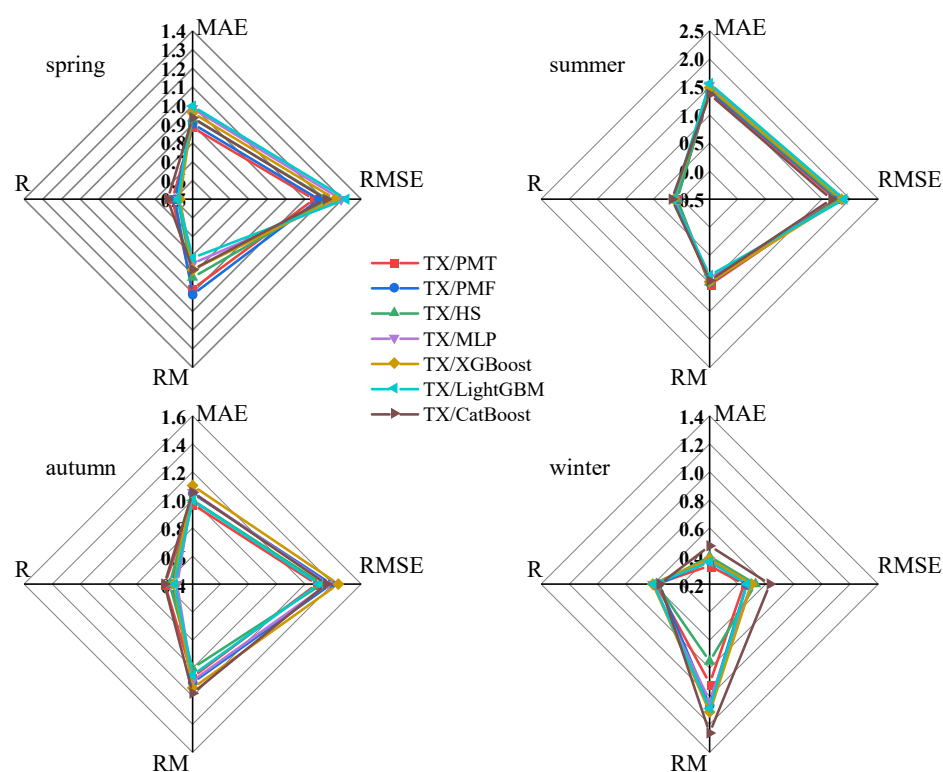 1.4 MAE
1.3
1.2
1.1
1.0
0.9
0.8
0.7
0.6
spring
R
RMSE
RM
2.5 MAE
2.0
1.5
1.0
0.5
0.0
-0.5
summer
R
RMSE
RM
TX/PMT
TX/PMF
TX/HS
TX/MLP
TX/XGBoost
TX/LightGBM
TX/CatBoost
1.6 MAE
1.4
1.2
1.0
0.8
0.6
autumn
R
RMSE
RM
1.4 MAE
1.2
1.0
0.8
0.6
0.4
0.2
winter
R
RMSE
RM